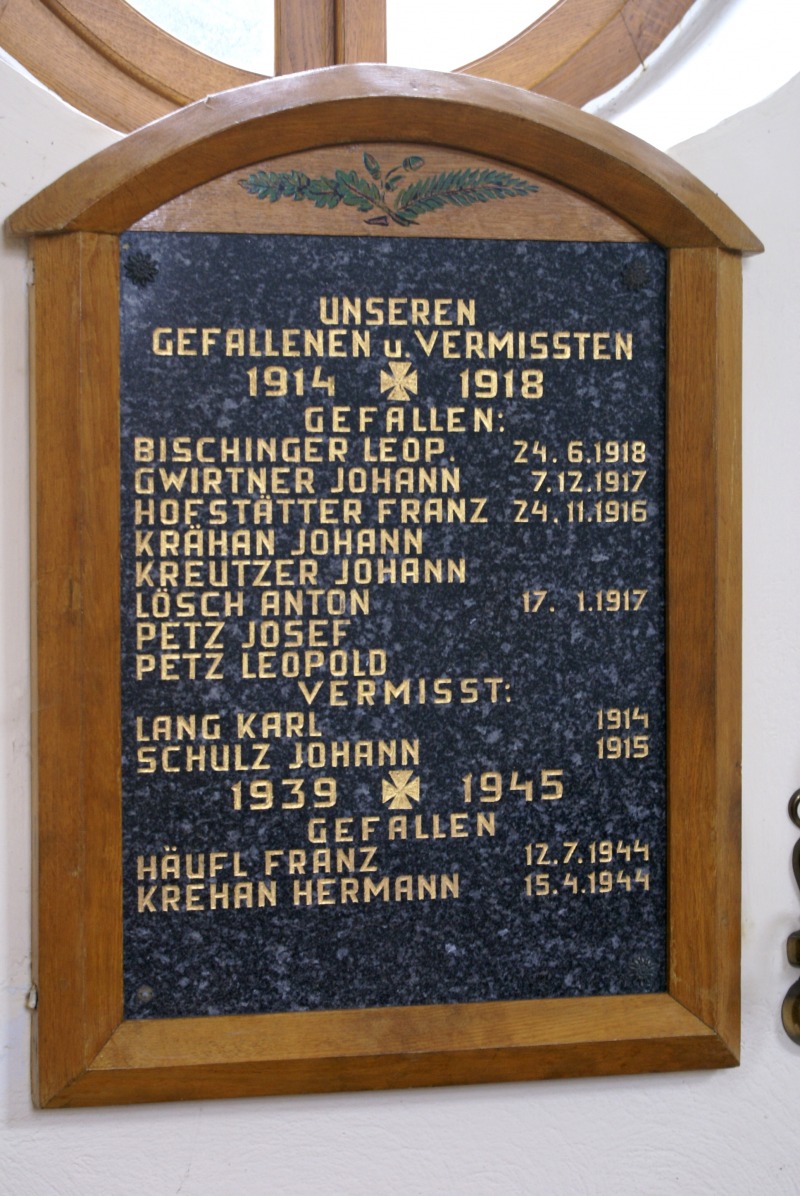 UNSEREN
GEFALLENEN u. VERMISSTEN
1914 1918
GEFALLEN:
BISCHINGER LEOP. 24.6.1918
GWIRTNER JOHANN 7.12.1917
HOFSTÄTTER FRANZ 24.11.1916
KRÄHAN JOHANN
KREUTZER JOHANN
LÖSCH ANTON 17. 1.1917
PETZ JOSEF
PETZ LEOPOLD
VERMISST:
LANG KARL 1914
SCHULZ JOHANN 1915
1939 1945
GEFALLEN
HÄUFL FRANZ 12.7.1944
KREHAN HERMANN 15.4.1944